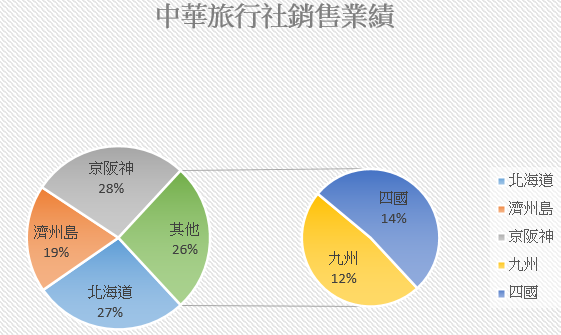 中華旅行社銷售業績
京阪神
28%
濟州島
19%
其他
26%
北海道
27%
四國
14%
九州
12%
北海道
濟州島
京阪神
九州
四國